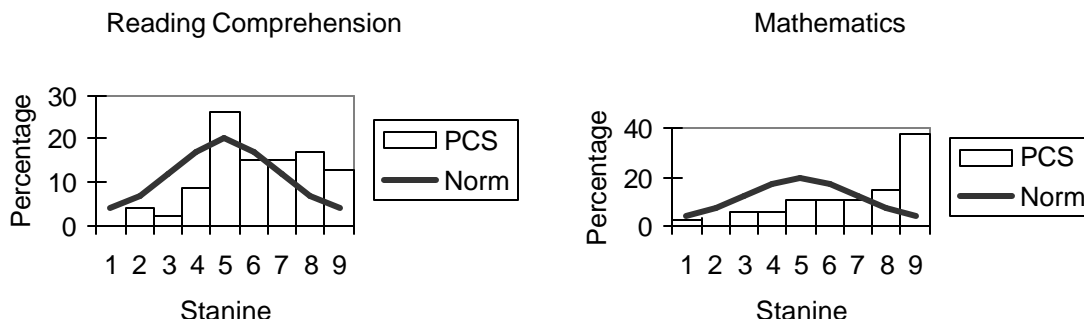 Reading Comprehension
Percentage
30
20
10
0
1 2 3 4 5 6 7 8 9
Stanine
PCS
Norm
Mathematics
Percentage
40
20
0
1 2 3 4 5 6 7 8 9
Stanine
PCS
Norm